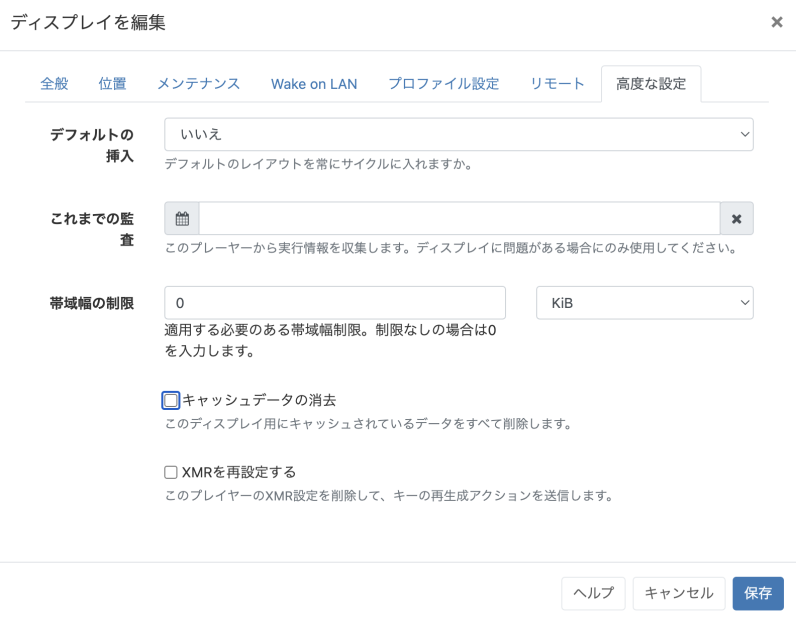 ディスプレイを編集
全般 位置 メンテナンス Wake on LAN プロファイル設定 リモート 高度な設定
デフォルトの
挿入
いいえ
デフォルトのレイアウトを常にサイクルに入れますか。
これまでの監
査
このプレーヤーから実行情報を収集します。ディスプレイに問題がある場合にのみ使用してください。
帯域幅の制限
0
KiB
適用する必要のある帯域幅制限。制限なしの場合は0
を入力します。
キャッシュデータの消去
このディスプレイ用にキャッシュされているデータをすべて削除します。
XMRを再設定する
このプレイヤーのXMR設定を削除して、キーの再生成アクションを送信します。
ヘルプ キャンセル 保存